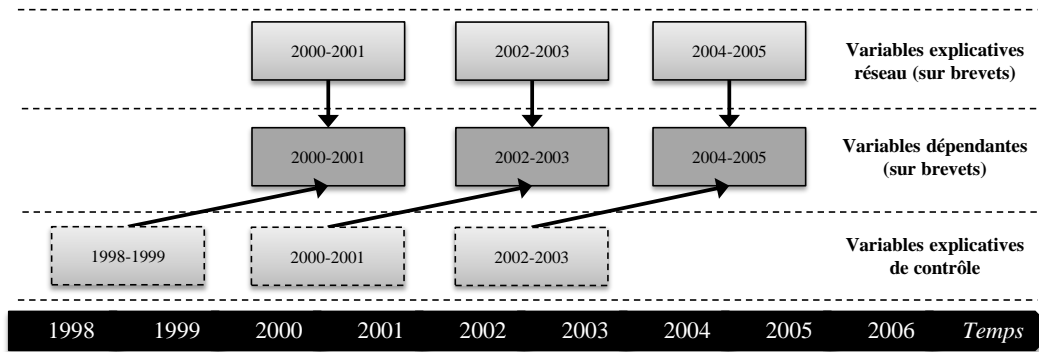 2000-2001 2002-2003 2004-2005 Variables explicatives
réseau (sur brevets)
2000-2001 2002-2003 2004-2005 Variables dépendantes
(sur brevets)
1998-1999 2000-2001 2002-2003 Variables explicatives
de contrôle
1998 1999 2000 2001 2002 2003 2004 2005 2006 Temps